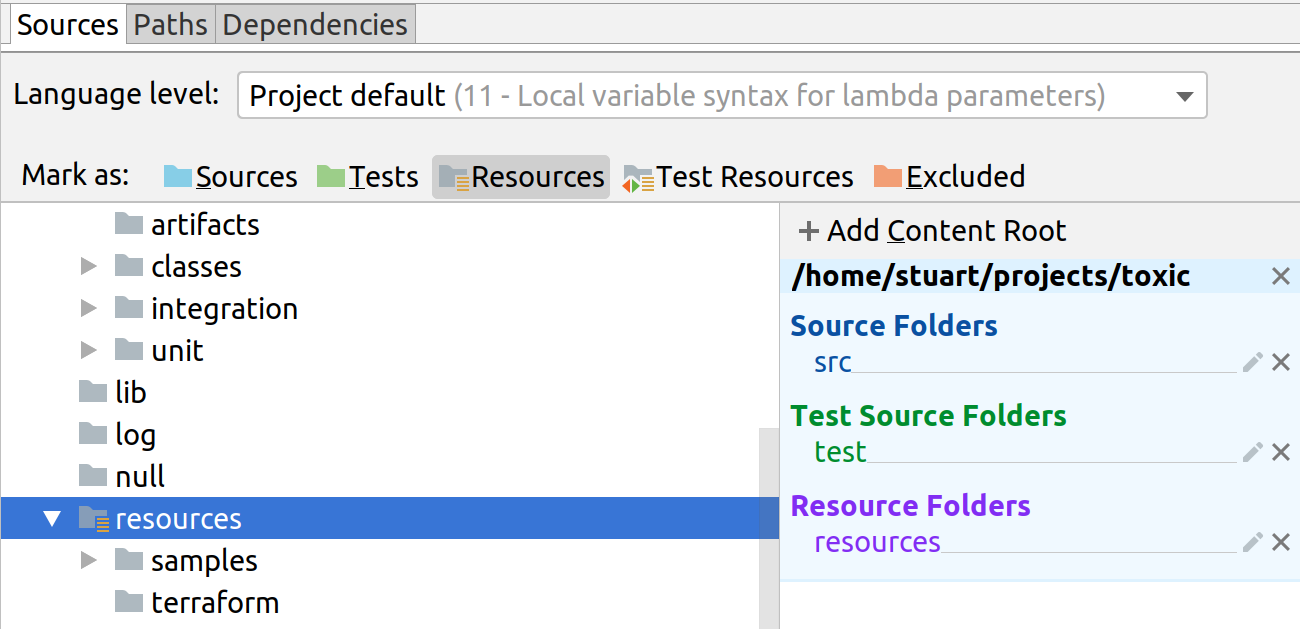 Sources Paths Dependencies
Language level: Project default (11 - Local variable syntax for lambda parameters)
Mark as: Sources Tests Resources Test Resources Excluded
artifacts
classes
integration
unit
lib
log
null
resources
samples
terraform
+ Add Content Root
/home/stuart/projects/toxic
Source Folders
src
Test Source Folders
test
Resource Folders
resources